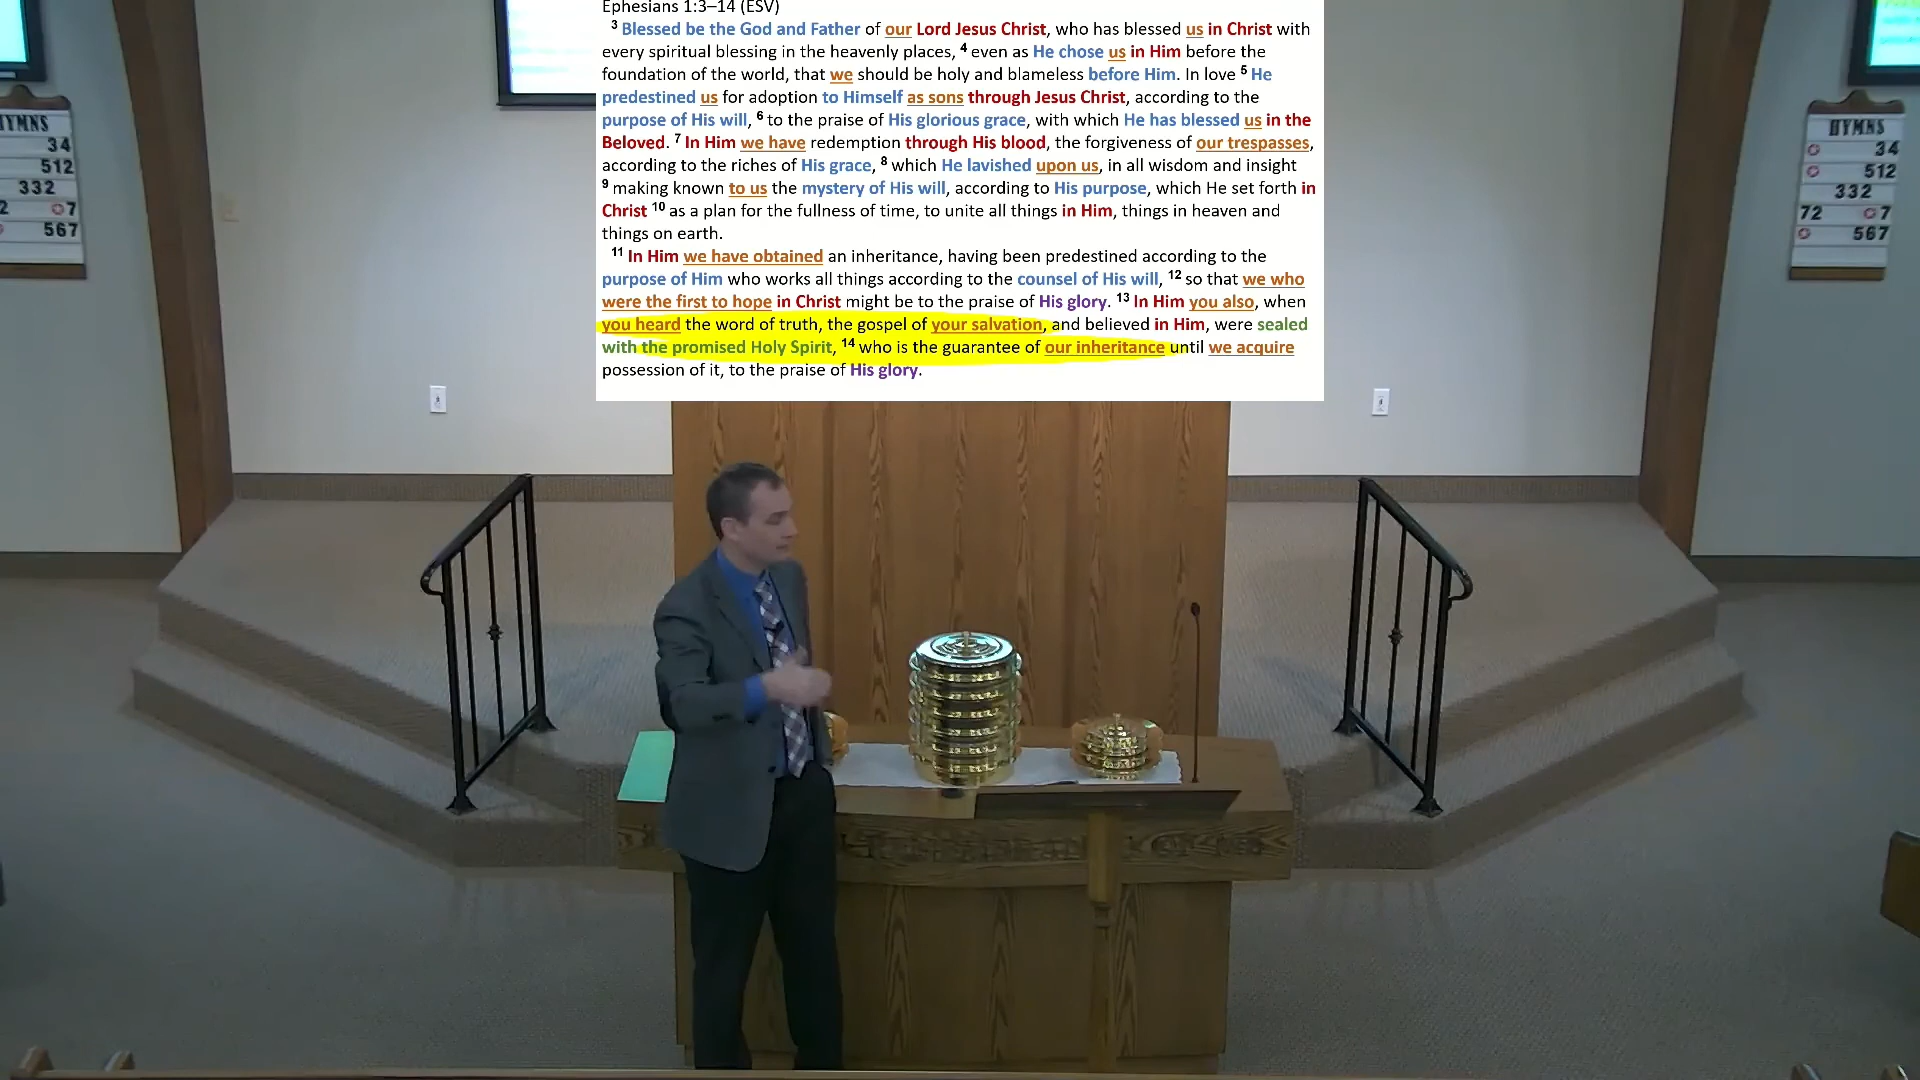 Ephesians 1:3–14 (ESV)
3 Blessed be the God and Father of our Lord Jesus Christ, who has blessed us in Christ with
every spiritual blessing in the heavenly places, 4 even as He chose us in Him before the
foundation of the world, that we should be holy and blameless before Him. In love 5 He
predestined us for adoption to Himself as sons through Jesus Christ, according to the
purpose of His will, 6 to the praise of His glorious grace, with which He has blessed us in the
Beloved. 7 In Him we have redemption through His blood, the forgiveness of our trespasses,
according to the riches of His grace, 8 which He lavished upon us, in all wisdom and insight
9 making known to us the mystery of His will, according to His purpose, which He set forth in
Christ 10 as a plan for the fullness of time, to unite all things in Him, things in heaven and
things on earth.
11 In Him we have obtained an inheritance, having been predestined according to the
purpose of Him who works all things according to the counsel of His will, 12 so that we who
were the first to hope in Christ might be to the praise of His glory. 13 In Him you also, when
you heard the word of truth, the gospel of your salvation, and believed in Him, were sealed
with the promised Holy Spirit, 14 who is the guarantee of our inheritance until we acquire
possession of it, to the praise of His glory.
HYMNS
34
512
332
2 7
567
HYMNS
34
512
332
72 7
567